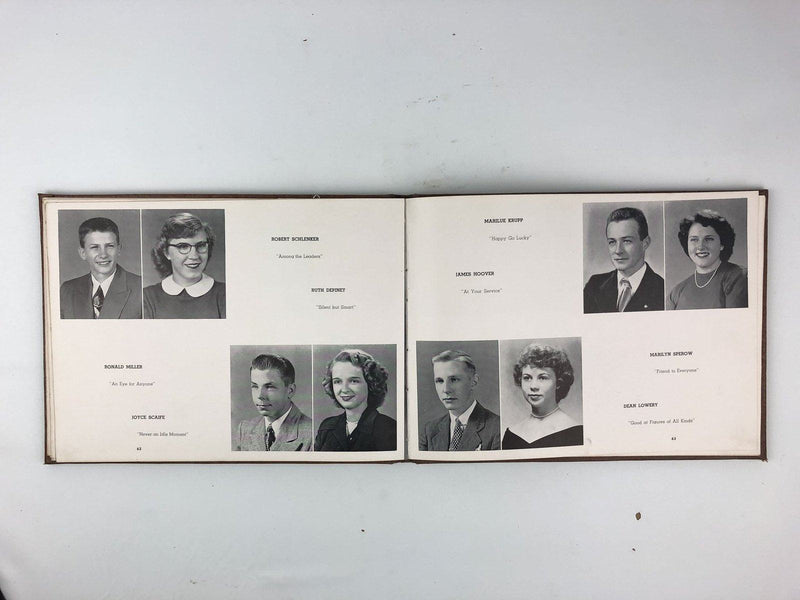 ROBERT SCHLENKER
"Among the Leaders"
RUTH DEPINEY
"Silent but Smart"
RONALD MILLER
"An Eye for Anyone"
JOYCE SCAIFE
"Never an Idle Moment"
62
MARILUE KRUPP
"Happy Go Lucky"
JAMES HOOVER
"At Your Service"
MARILYN SPEROW
"Friend to Everyone"
DEAN LOWERY
"Good at Figures of All Kinds"
63